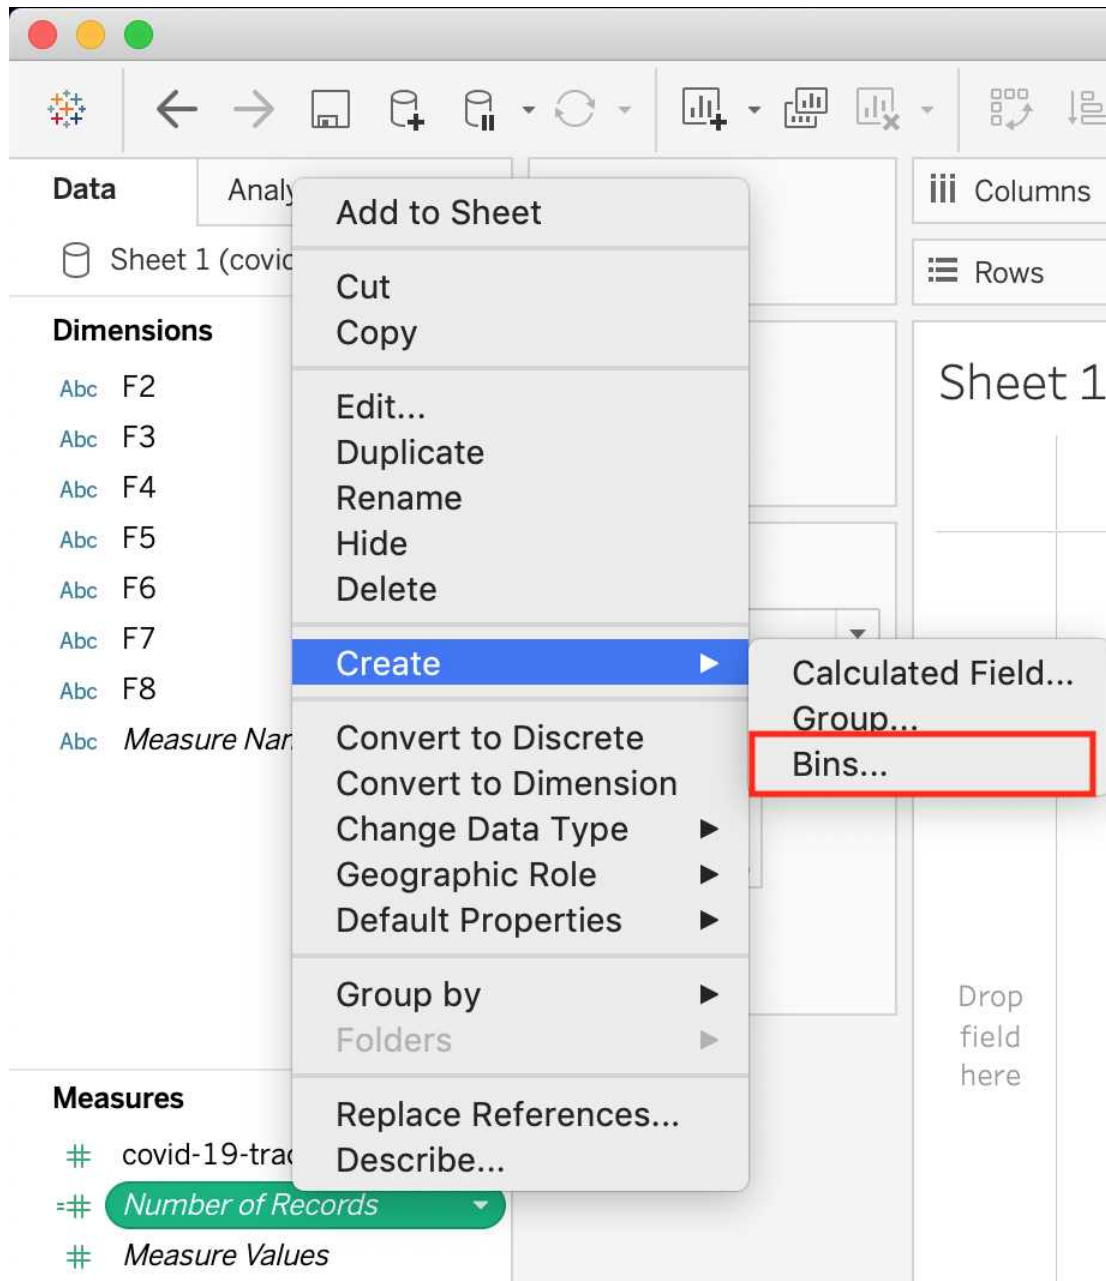 Data
Analy
Sheet 1 (covid
Dimensions
Abc F2
Abc F3
Abc F4
Abc F5
Abc F6
Abc F7
Abc F8
Abc Measure Nar
Measures
covid-19-trac
Number of Records
Measure Values
Add to Sheet
Cut
Copy
Edit...
Duplicate
Rename
Hide
Delete
Create
Convert to Discrete
Convert to Dimension
Change Data Type
Geographic Role
Default Properties
Group by
Folders
Replace References...
Describe...
Calculated Field...
Group...
Bins...
Columns
Rows
Sheet 1
Drop
field
here